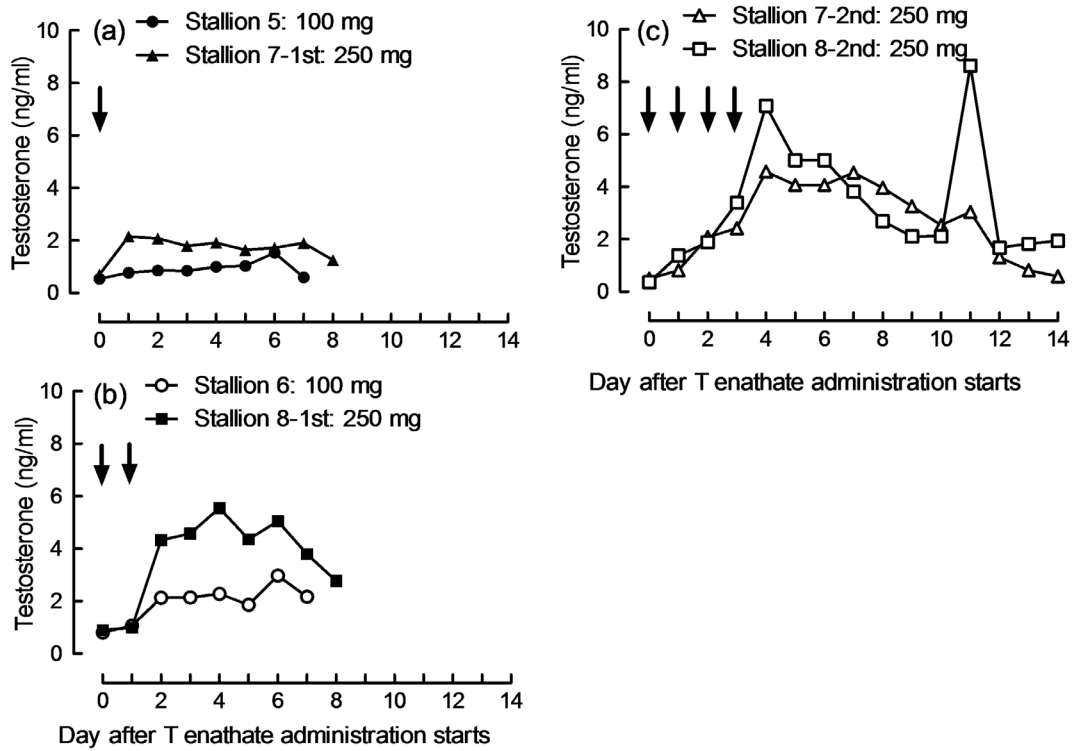 (a)
Stallion 5: 100 mg
Stallion 7-1st: 250 mg
Testosterone (ng/ml)
10
8
6
4
2
0
0 2 4 6 8 10 12 14
(b)
Stallion 6: 100 mg
Stallion 8-1st: 250 mg
Testosterone (ng/ml)
10
8
6
4
2
0
0 2 4 6 8 10 12 14
Day after T enathate administration starts
(c)
Stallion 7-2nd: 250 mg
Stallion 8-2nd: 250 mg
Testosterone (ng/ml)
10
8
6
4
2
0
0 2 4 6 8 10 12 14
Day after T enathate administration starts